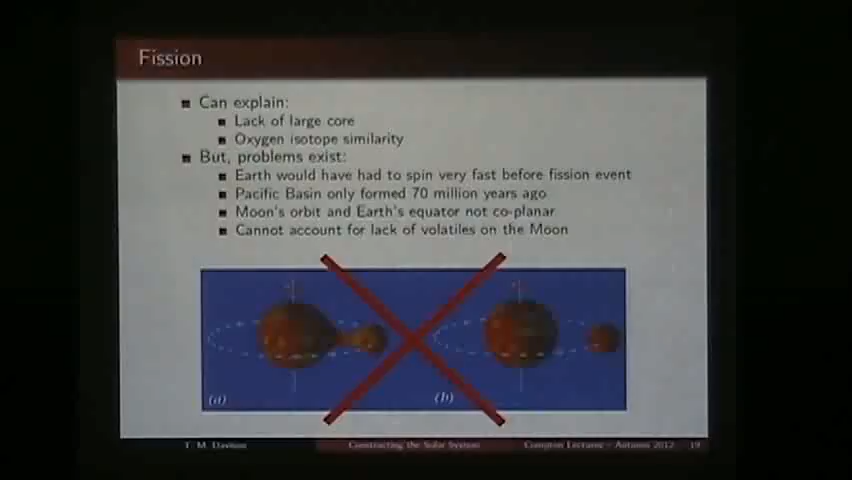 Fission
Can explain:
Lack of large core
Oxygen isotope similarity
But, problems exist:
Earth would have had to spin very fast before fission event
Pacific Basin only formed 70 million years ago
Moon's orbit and Earth's equator not co-planar
Cannot account for lack of volatiles on the Moon
(a) (b)
T. M. Davison Constructing the Solar System Compton Lectures – Autumn 2012 19